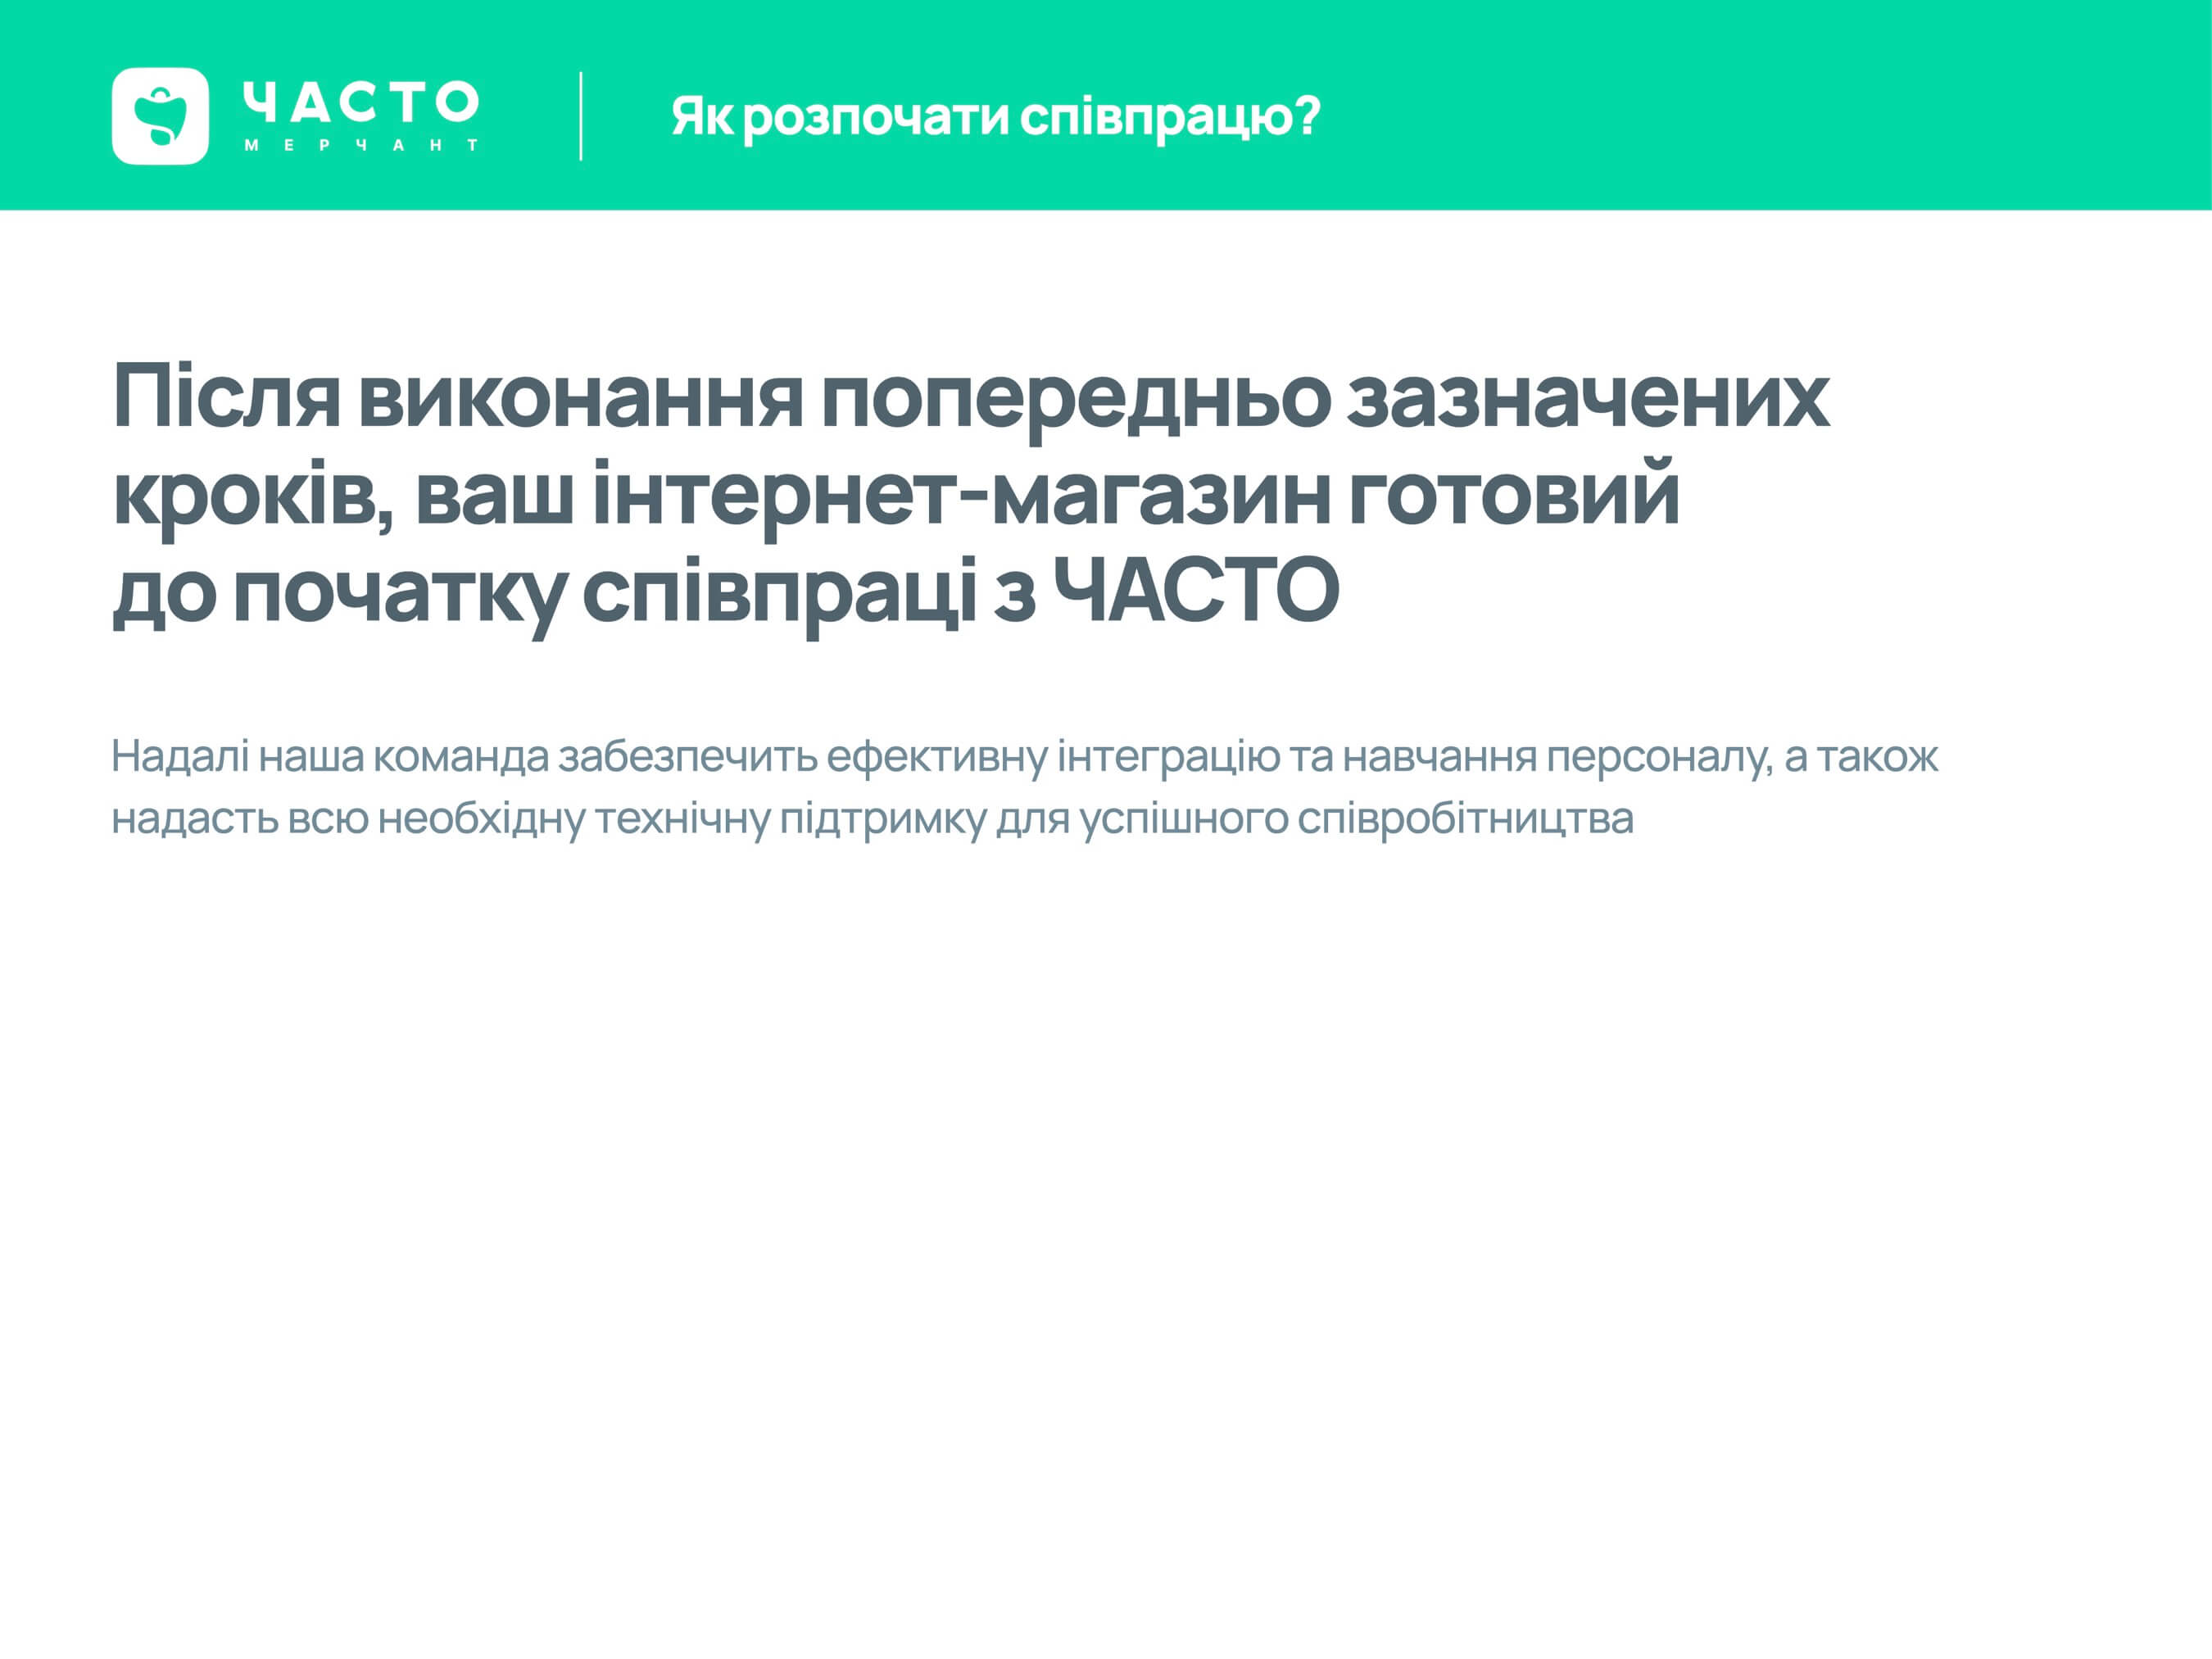 ЧАСТО
МЕРЧАНТ
Як розпочати співпрацю?
Після виконання попередньо зазначених
кроків, ваш інтернет-магазин готовий
до початку співпраці з ЧАСТО
Надалі наша команда забезпечить ефективну інтеграцію та навчання персоналу, а також
надасть всю необхідну технічну підтримку для успішного співробітництва